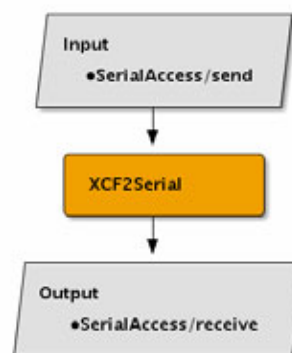 Input
•SerialAccess/send
XCF2Serial
Output
•SerialAccess/receive